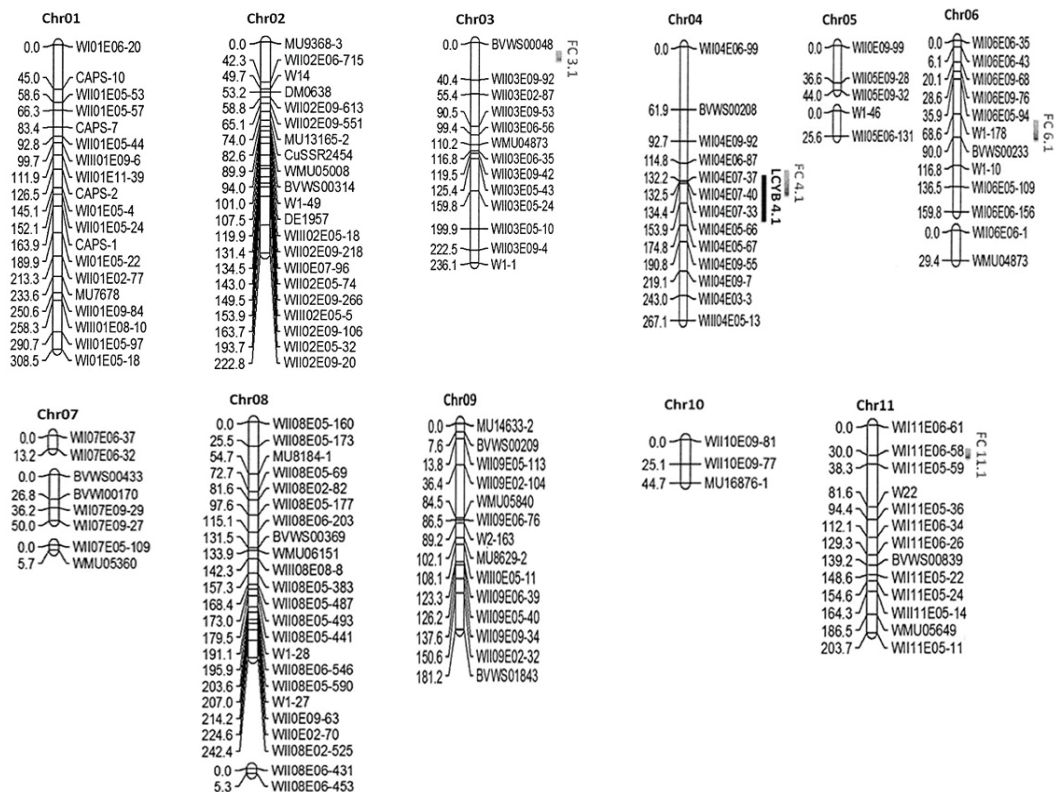 Chr01
0.0 WI01E06-20
45.0 CAPS-10
58.6 WII01E05-53
66.3 WII01E05-57
83.4 CAPS-7
92.8 WII01E05-44
99.7 WIII01E09-6
111.9 WII01E11-39
126.5 CAPS-2
145.1 WI01E05-4
152.1 WII01E05-24
163.9 CAPS-1
189.9 WI01E05-22
213.3 WII01E02-77
233.6 MU7678
250.6 WII01E09-84
258.3 WIII01E08-10
290.7 WII01E05-97
308.5 WI01E05-18
Chr02
0.0 MU9368-3
42.3 WII02E06-715
49.7 W14
53.2 DM0638
58.8 WII02E09-613
65.1 WII02E09-551
74.0 MU13165-2
82.6 CuSSR2454
89.9 WMU05008
94.0 BVWS00314
101.0 W1-49
107.5 DE1957
119.9 WIII02E05-18
131.4 WII02E09-218
134.5 WII0E07-96
143.0 WII02E05-74
149.5 WII02E09-266
153.9 WIII02E05-5
163.7 WII02E09-106
193.7 WII02E05-32
222.8 WII02E09-20
Chr03
0.0 BVWS00048
40.4 WII03E09-92
55.4 WII03E02-87
90.5 WII03E09-53
99.4 WII03E06-56
110.2 WMU04873
116.8 WII03E06-35
119.5 WII03E09-42
125.4 WII03E05-43
159.8 WII03E05-24
199.9 WII03E05-10
222.5 WII03E09-4
236.1 W1-1
FC 3.1
Chr04
0.0 WII04E06-99
61.9 BVWS00208
92.7 WII04E09-92
114.8 WII04E06-87
132.2 WII04E07-37
132.5 WII04E07-40
134.4 WII04E07-33
153.9 WII04E05-66
174.8 WII04E05-67
190.8 WII04E09-55
219.1 WII04E09-7
243.0 WII04E03-3
267.1 WIII04E05-13
LCYB 4.1
FC 4.1
Chr05
0.0 WII0E09-99
36.6 WII05E09-28
44.0 WII05E09-32
0.0 W1-46
25.6 WII05E06-131
Chr06
0.0 WII06E06-35
6.1 WII06E06-43
20.1 WII06E09-68
28.6 WII06E09-76
35.9 WII06E05-94
68.6 W1-178
90.0 BVWS00233
116.8 W1-10
136.5 WII06E05-109
159.8 WII06E06-156
0.0 WII06E06-1
29.4 WMU04873
FC 6.1
Chr07
0.0 WII07E06-37
13.2 WII07E06-32
0.0 BVWS00433
26.8 BVWI00170
36.2 WII07E09-29
50.0 WII07E09-27
0.0 WII07E05-109
5.7 WMU05360
Chr08
0.0 WII08E05-160
25.5 WII08E05-173
54.7 MU8184-1
72.7 WII08E05-69
81.6 WII08E02-82
97.6 WII08E05-177
115.1 WII08E06-203
131.5 BVWS00369
133.9 WMU06151
142.3 WIII08E08-8
157.3 WII08E05-383
168.4 WII08E05-487
173.0 WII08E05-493
179.5 WII08E05-441
191.1 W1-28
195.9 WII08E06-546
203.6 WII08E05-590
207.0 W1-27
214.2 WII0E09-63
224.6 WII0E02-70
242.4 WII08E02-525
0.0 WII08E06-431
5.3 WII08E06-453
Chr09
0.0 MU14633-2
7.6 BVWS00209
13.8 WII09E05-113
36.4 WII09E02-104
84.5 WMU05840
86.5 WII09E06-76
89.2 W2-163
102.1 MU8629-2
108.1 WIII0E05-11
123.3 WII09E06-39
126.2 WII09E05-40
137.6 WII09E09-34
150.6 WII09E02-32
181.2 BVWS01843
Chr10
0.0 WII10E09-81
25.1 WII10E09-77
44.7 MU16876-1
Chr11
0.0 WII11E06-61
30.0 WII11E06-58
38.3 WII11E05-59
81.6 W22
94.4 WII11E05-36
112.1 WII11E06-34
129.3 WII11E06-26
139.2 BVWS00839
148.6 WII11E05-22
154.6 WII11E05-24
164.3 WIII11E05-14
186.5 WMU05649
203.7 WII11E05-11
FC 11.1